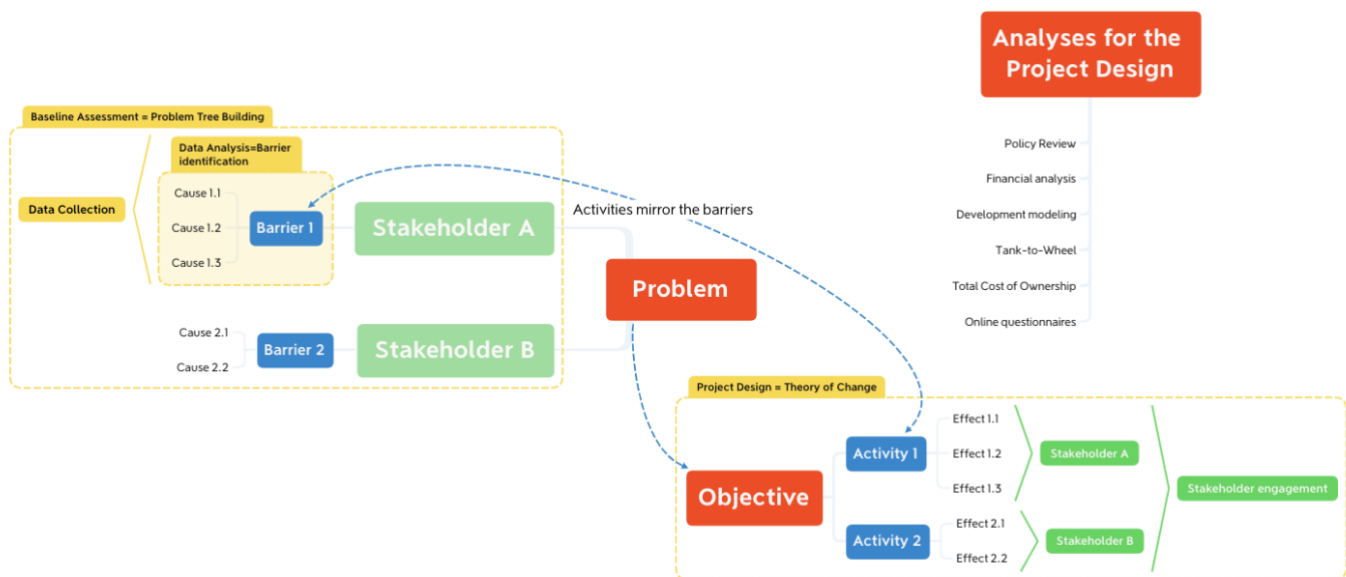 Analyses for the
Project Design
Policy Review
Financial analysis
Development modeling
Tank-to-Wheel
Total Cost of Ownership
Online questionnaires
Baseline Assessment = Problem Tree Building
Data Analysis=Barrier
identification
Data Collection
Cause 1.1
Cause 1.2
Cause 1.3
Barrier 1
Stakeholder A
Activities mirror the barriers
Problem
Cause 2.1
Cause 2.2
Barrier 2
Stakeholder B
Project Design = Theory of Change
Objective
Activity 1
Effect 1.1
Effect 1.2
Effect 1.3
Stakeholder A
Stakeholder engagement
Activity 2
Effect 2.1
Effect 2.2
Stakeholder B